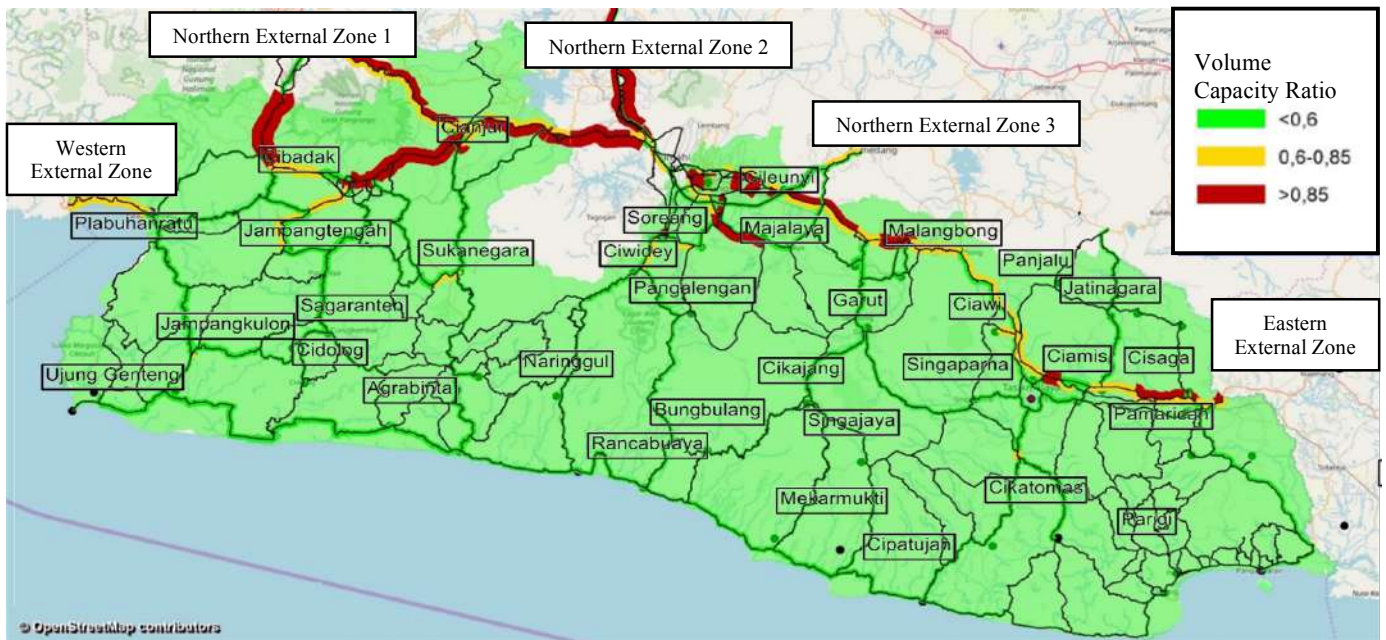 Northern External Zone 1
Northern External Zone 2
Volume
Capacity Ratio
<0,6
0,6-0,85
>0,85
Northern External Zone 3
Western
External Zone
Cianjur
Cibadak
Cileunyi
Plabuhanratu
Jampangtengah
Soreang
Majalaya
Malangbong
Sukanegara
Ciwidey
Panjalu
Pangalengan
Jatinagara
Sagaranten
Garut
Ciawi
Eastern
External Zone
Jampangkulon
Cidolog
Naringgul
Cikajang
Singaparna
Ciamis
Cisaga
Ujung Genteng
Agrabinta
Bungbulang
Singajaya
Pamarican
Rancabuaya
Mekarmukti
Cikatomas
Parigi
Cipatujah
© OpenStreetMap contributors